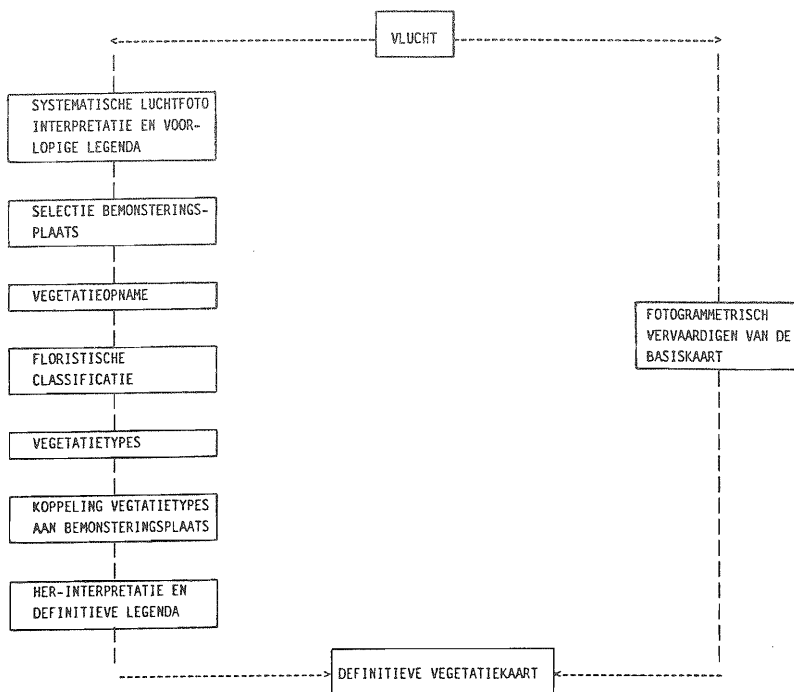 VLUCHT
SYSTEMATISCHE LUCHTFOTO
INTERPRETATIE EN VOOR-
LOPIGE LEGENDA
SELECTIE BEMONSTERINGS-
PLAATS
VEGETATIEOPNAME
FLORISTISCHE
CLASSIFICATIE
VEGETATIETYPES
KOPPELING VEGTATIETYPES
AAN BEMONSTERINGSPLAATS
HER-INTERPRETATIE EN
DEFINITIEVE LEGENDA
FOTOGRAMMETRISCH
VERVAARDIGEN VAN DE
BASISKAART
DEFINITIEVE VEGETATIEKAART